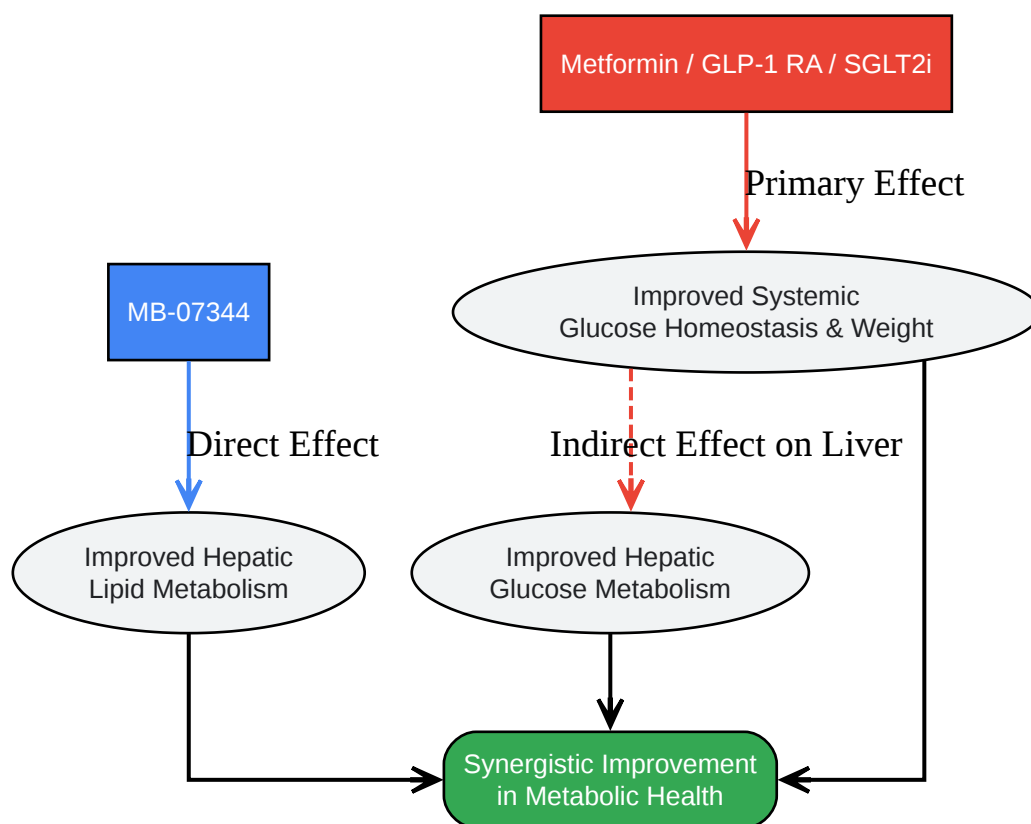 Metformin / GLP-1 RA / SGLT2i
Primary Effect
Improved Systemic
Glucose Homeostasis & Weight
MB-07344
Direct Effect
Indirect Effect on Liver
Improved Hepatic
Lipid Metabolism
Improved Hepatic
Glucose Metabolism
Synergistic Improvement
in Metabolic Health